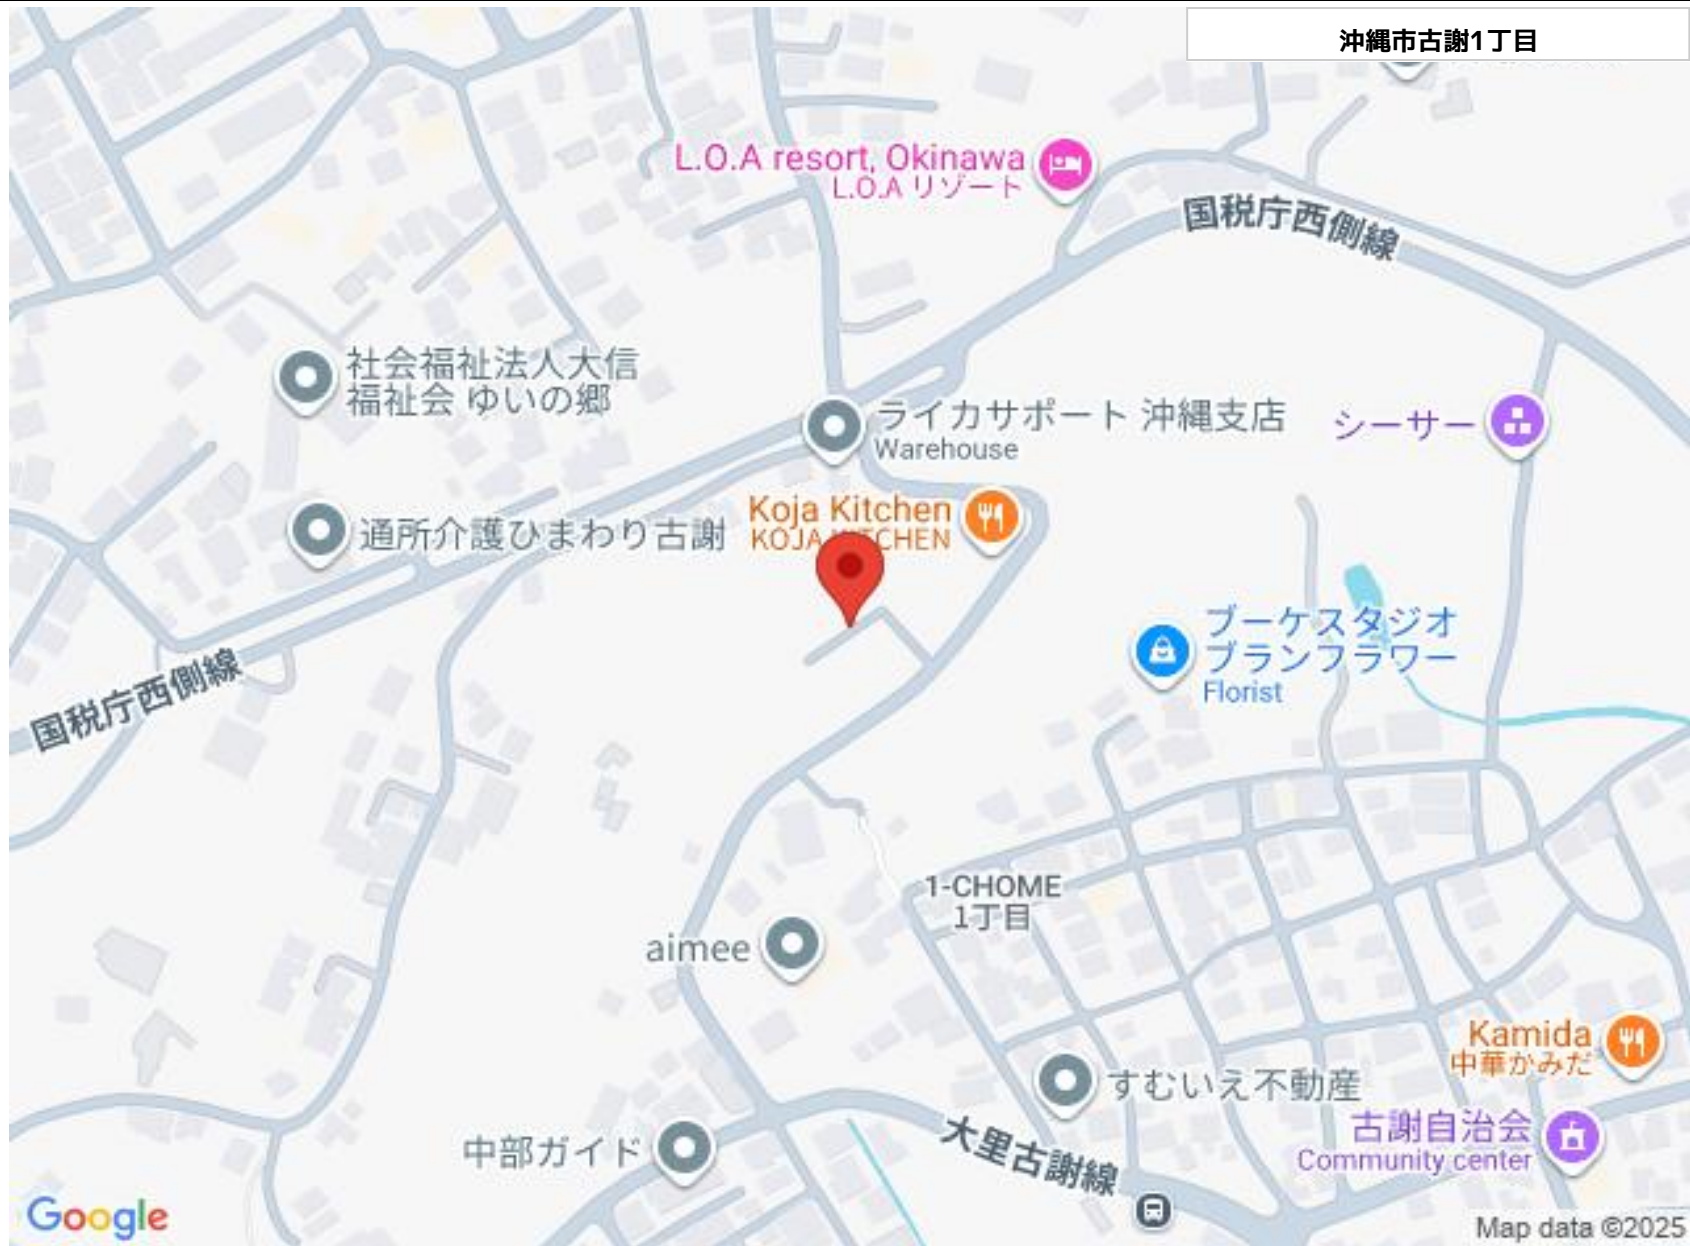 沖縄市古謝1丁目
L.O.A resort, Okinawa
L.O.A リゾート
国税庁西側線
社会福祉法人大信
福祉会 ゆいの郷
ライカサポート 沖縄支店
Warehouse
シーサー
Koja Kitchen
通所介護ひまわり古謝
ブーケスタジオ
ブランフラワー
Florist
国税庁西側線
1-CHOME
1丁目
aimee
Kamida
中華かみだ
すむいえ不動産
古謝自治会
Community center
中部ガイド
大里古謝線
Google
Map data ©2025